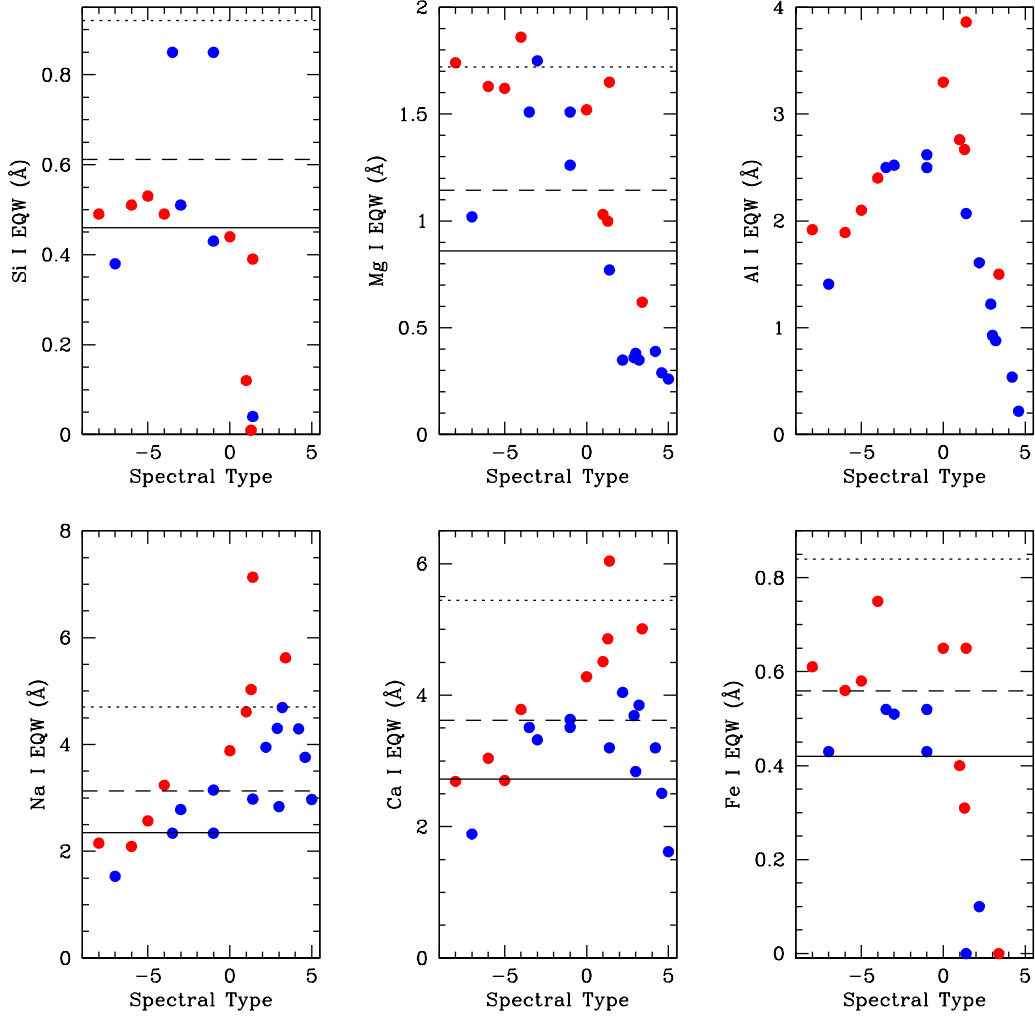 0.8
0.6
0.4
0.2
0
Si I EQW (Å)
−5 0 5
Spectral Type
2
1.5
1
0.5
0
Mg I EQW (Å)
−5 0 5
Spectral Type
4
3
2
1
0
Al I EQW (Å)
−5 0 5
Spectral Type
8
6
4
2
0
Na I EQW (Å)
−5 0 5
Spectral Type
6
4
2
0
Ca I EQW (Å)
−5 0 5
Spectral Type
0.8
0.6
0.4
0.2
0
Fe I EQW (Å)
−5 0 5
Spectral Type